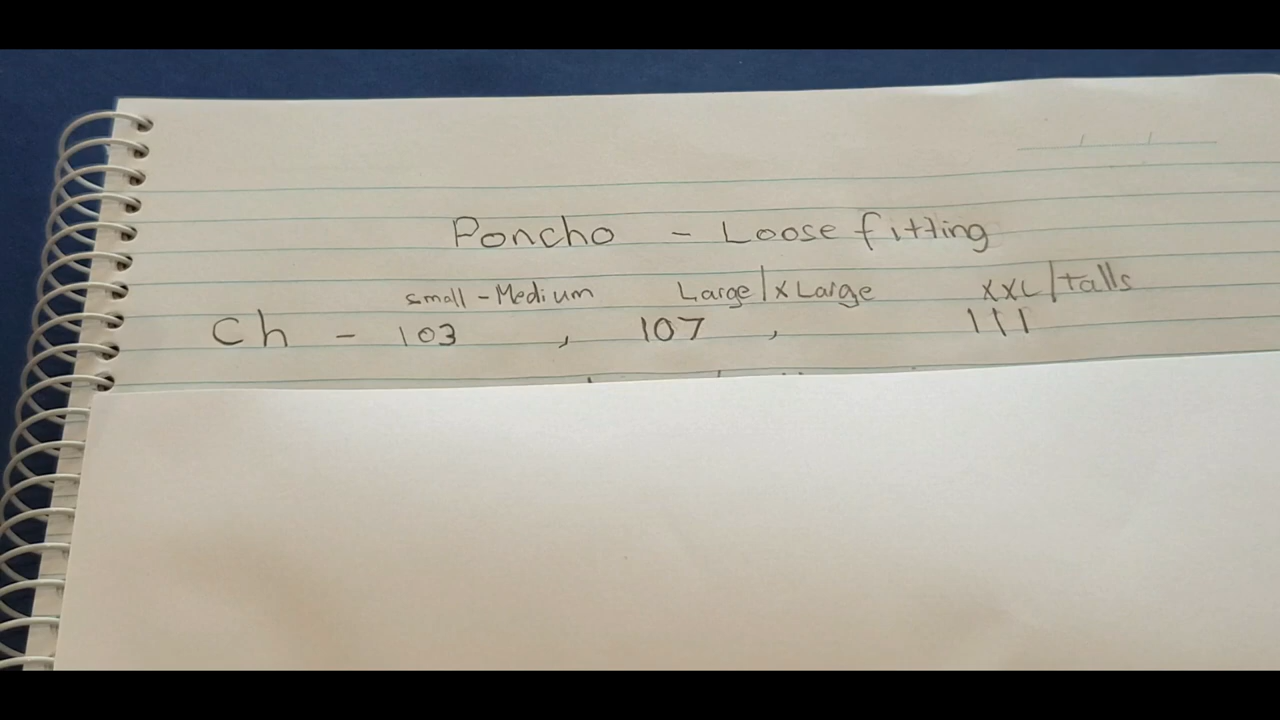 Poncho - Loose fitting
small - Medium Large/x Large XXL/talls
Ch - 103 , 107 , 111